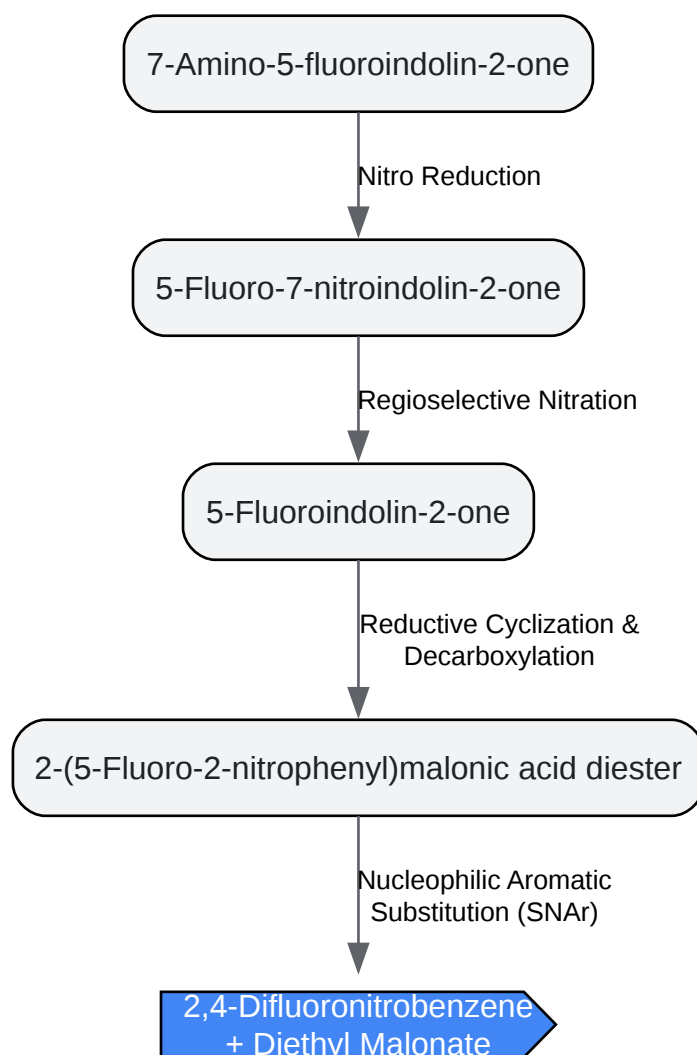 7-Amino-5-fluoroindolin-2-one
Nitro Reduction
5-Fluoro-7-nitroindolin-2-one
Regioselective Nitration
5-Fluoroindolin-2-one
Reductive Cyclization &
Decarboxylation
2-(5-Fluoro-2-nitrophenyl)malonic acid diester
Nucleophilic Aromatic
Substitution (SNAr)
2,4-Difluoronitrobenzene
+ Diethyl Malonate